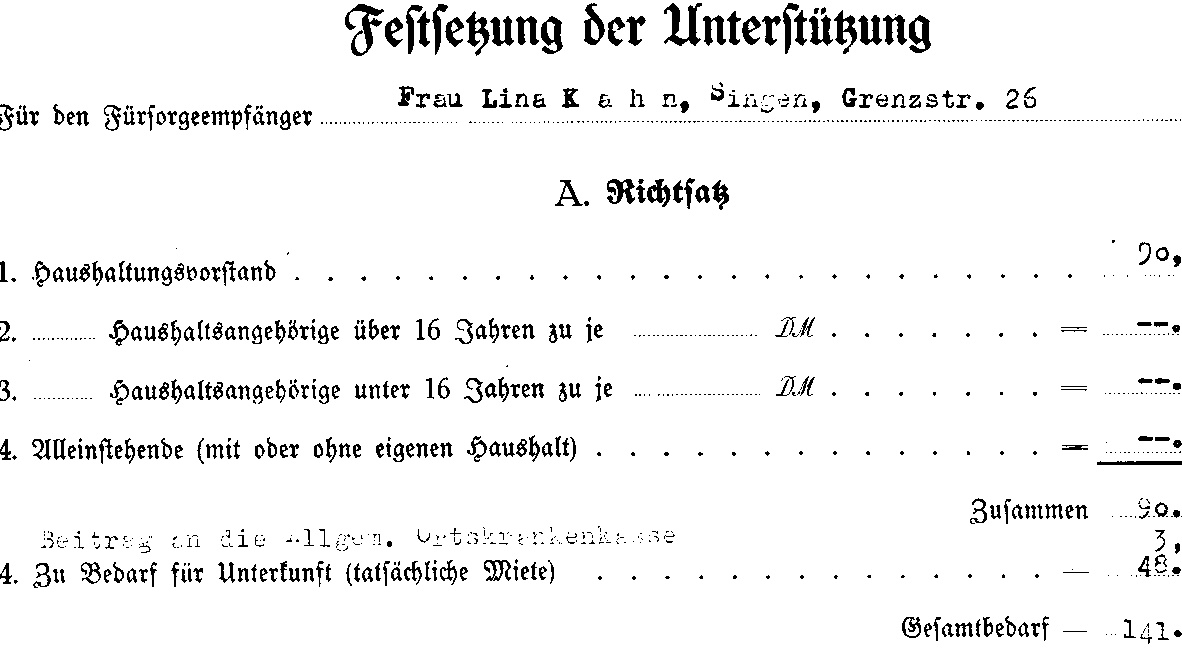 Festsetzung der Unterstützung
Für den Fürsorgeempfänger Frau Lina K a h n, Singen, Grenzstr. 26
A. Richtsatz
1. Haushaltungsvorstand . . . . . . . . . . . . . . . . . . . . . . . . 90,
2. ........ Haushaltsangehörige über 16 Jahren zu je ........ DM . . . . . . . = --.
3. ........ Haushaltsangehörige unter 16 Jahren zu je ........ DM . . . . . . . = --.
4. Alleinstehende (mit oder ohne eigenen Haushalt) . . . . . . . . . . . . . . = --.
Zusammen 90.
Beitrag an die Allgem. Ortskrankenkasse 3,
4. Zu Bedarf für Unterkunft (tatsächliche Miete) . . . . . . . . . . . . . . — 48.
Gesamtbedarf — 141.